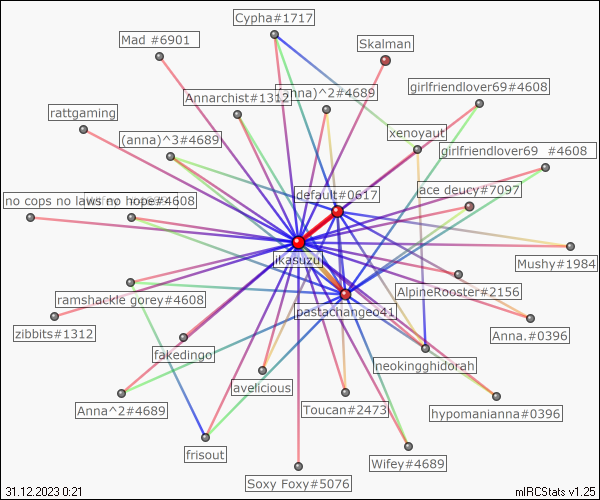 Cypha#1717
Mad #6901
Skalman
girlfriendlover69#4608
Annarchist#1312
(anna)^2#4689
rattgaming
(anna)^3#4689
xenoyaut
girlfriendlover69 #4608
default#0617
ace deucy#7097
no cops no laws no hope#4608
ikasuzu
Mushy#1984
AlpineRooster#2156
ramshackle gorey#4608
pastachangeo41
zibbits#1312
Anna.#0396
fakedingo
neokingghidorah
avelicious
Anna^2#4689
Toucan#2473
hypomanianna#0396
frisout
Wifey#4689
Soxy Foxy#5076
31.12.2023 0:21
mIRCStats v1.25